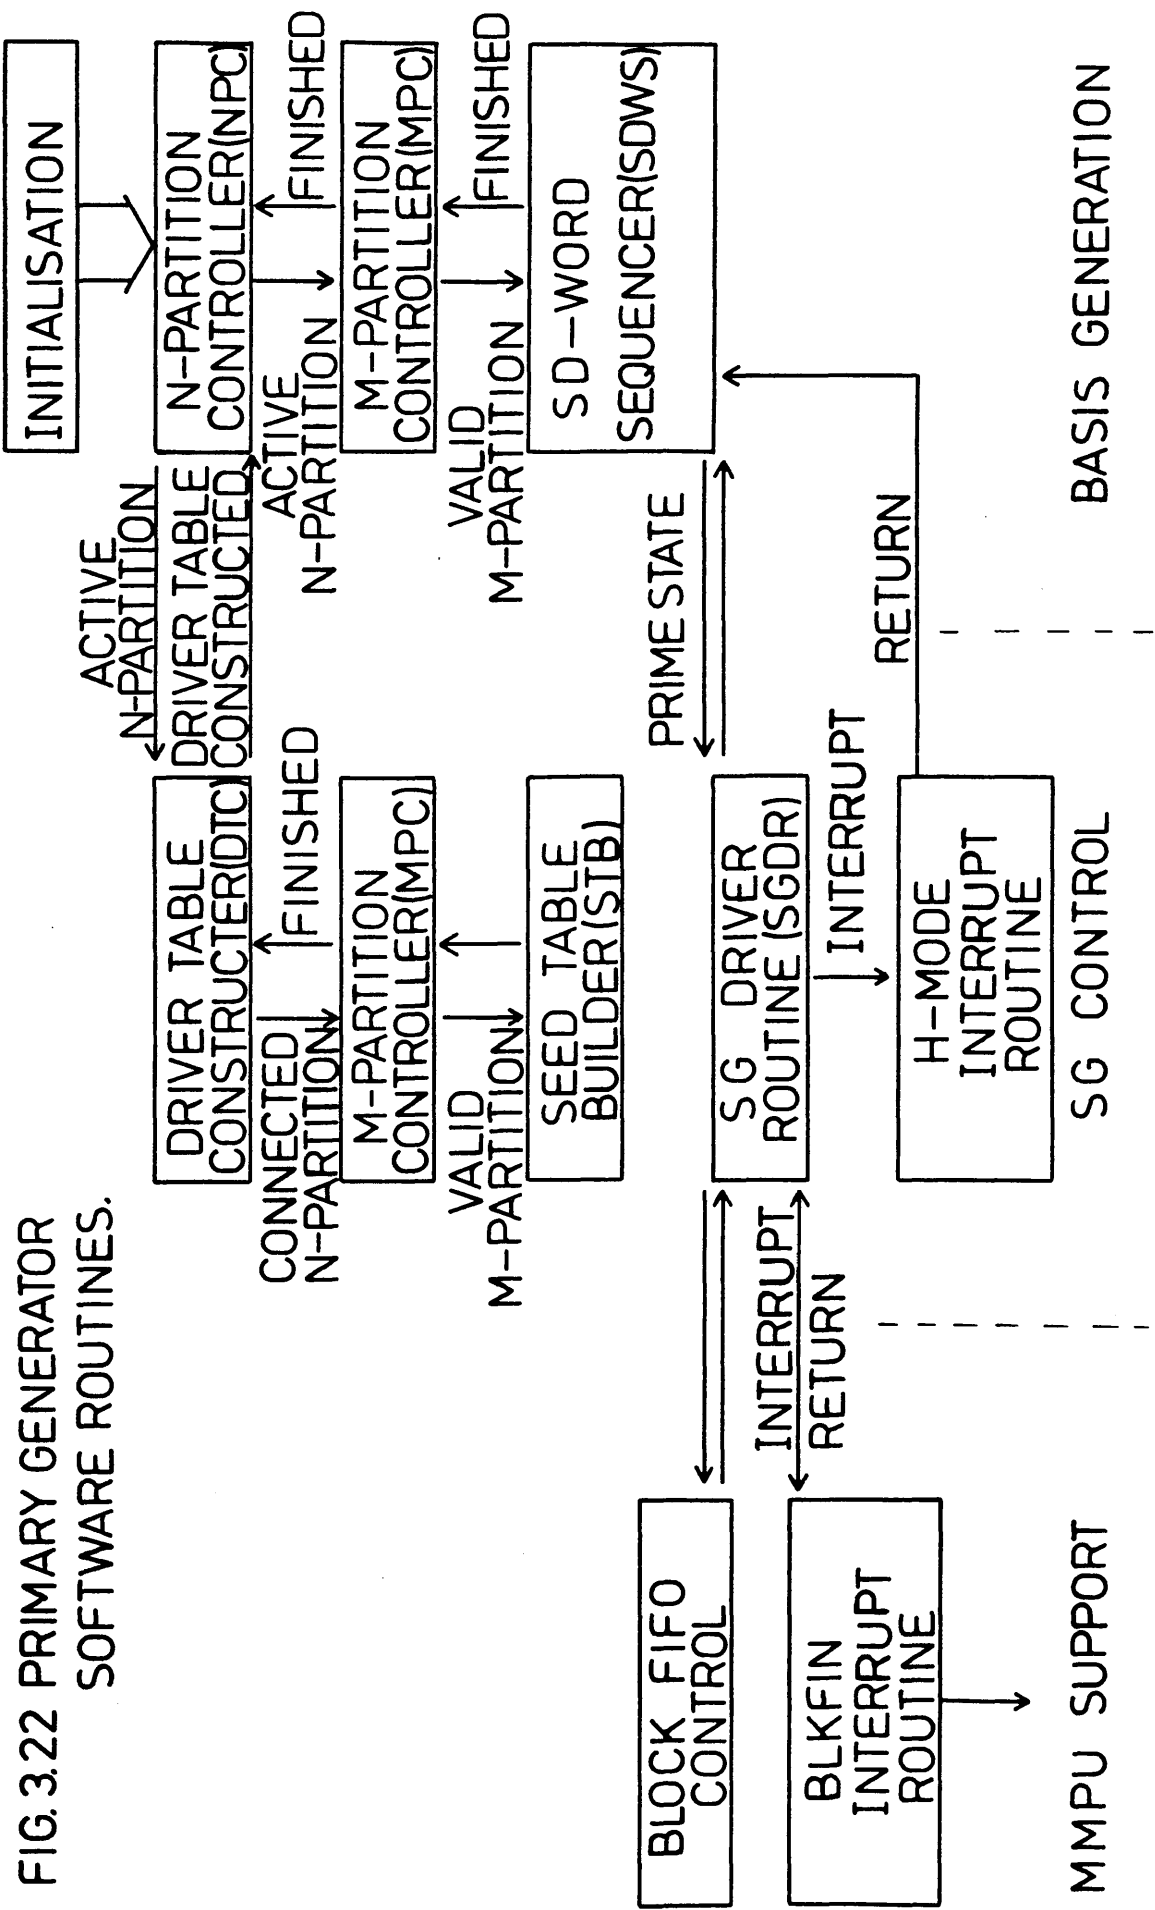 FIG. 3.22 PRIMARY GENERATOR
SOFTWARE ROUTINES.
INITIALISATION
ACTIVE
N-PARTITION
DRIVER TABLE
CONSTRUCTED
N-PARTITION
CONTROLLER(NPC)
DRIVER TABLE
CONSTRUCTER(DTC)
CONNECTED
N-PARTITION
FINISHED
ACTIVE
N-PARTITION
FINISHED
M-PARTITION
CONTROLLER(MPC)
M-PARTITION
CONTROLLER(MPC)
VALID
M-PARTITION
VALID
M-PARTITION
FINISHED
SEED TABLE
BUILDER(STB)
SD-WORD
SEQUENCER(SDWS)
PRIME STATE
BLOCK FIFO
CONTROL
SG DRIVER
ROUTINE (SGDR)
INTERRUPT
RETURN
INTERRUPT
RETURN
BLKFIN
INTERRUPT
ROUTINE
H-MODE
INTERRUPT
ROUTINE
MMPU SUPPORT
SG CONTROL
BASIS GENERATION